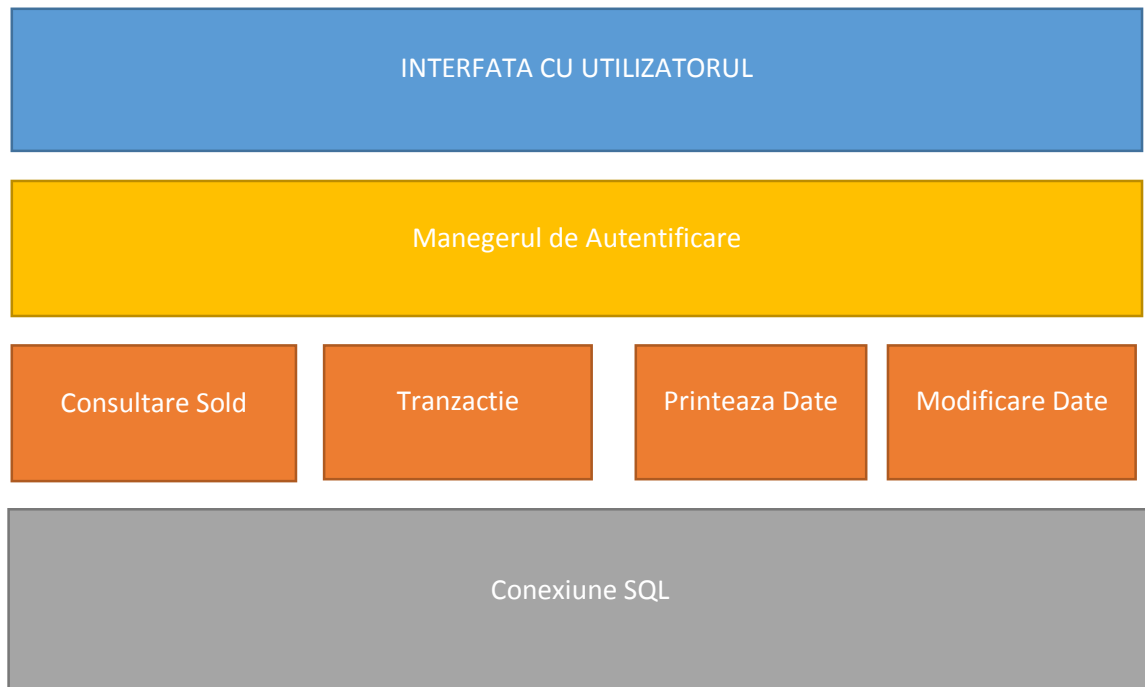 INTERFATA CU UTILIZATORUL
Manegerul de Autentificare
Consultare Sold
Tranzactie
Printeaza Date
Modificare Date
Conexiune SQL